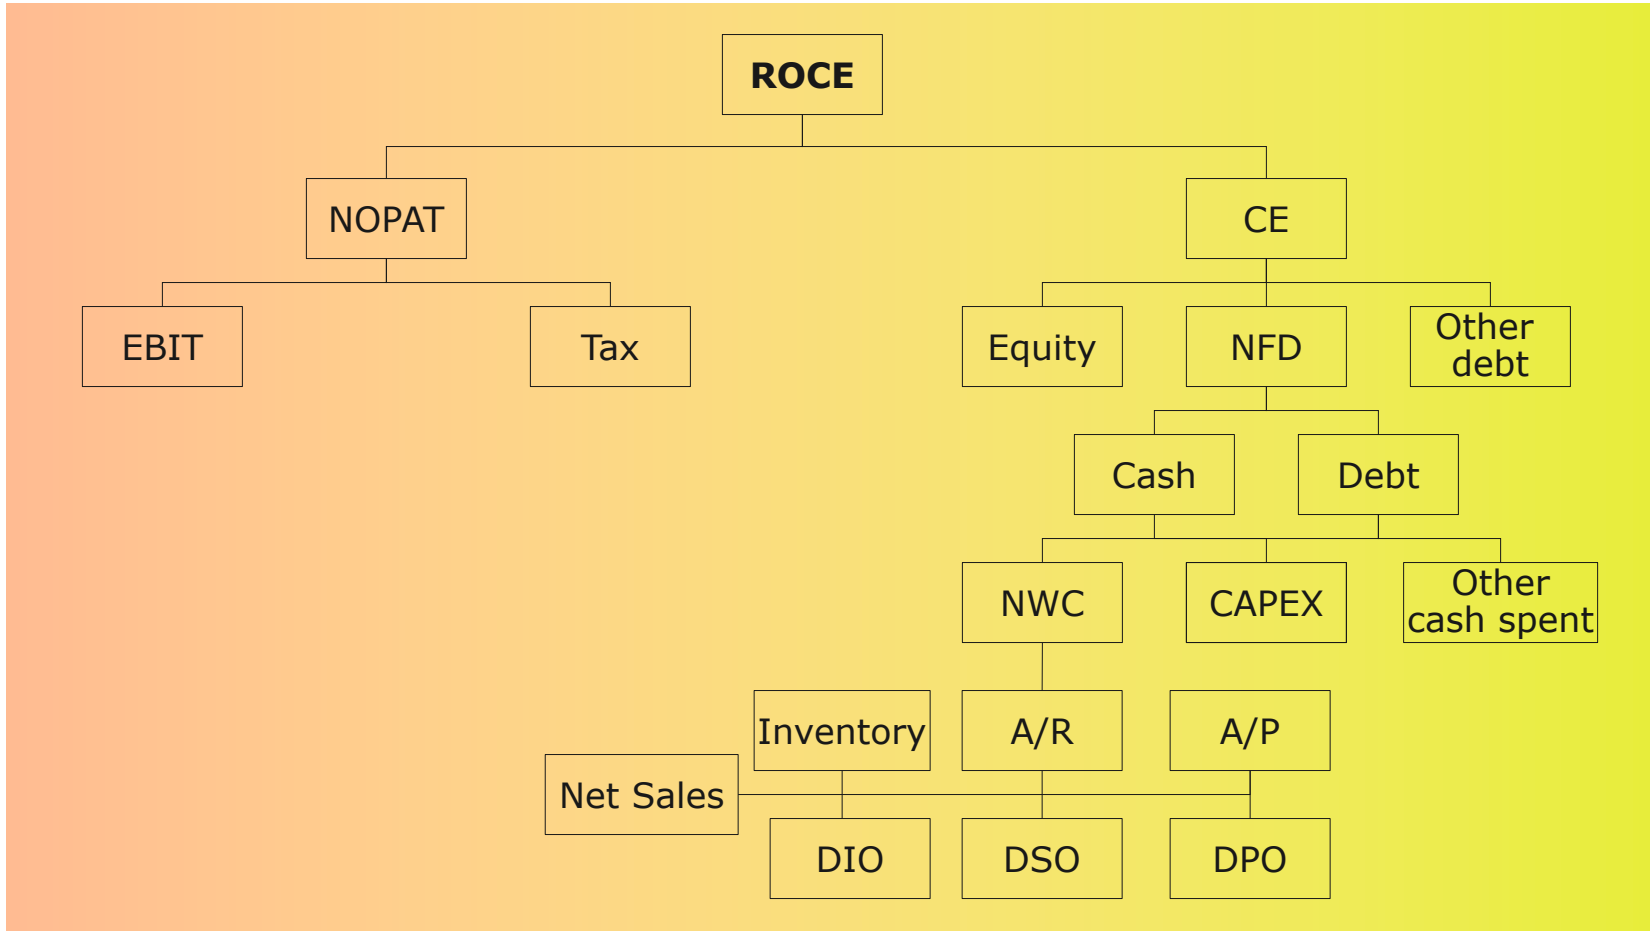 ROCE
NOPAT
CE
EBIT
Tax
Equity
NFD
Other
debt
Cash
Debt
NWC
CAPEX
Other
cash spent
Inventory
A/R
A/P
Net Sales
DIO
DSO
DPO